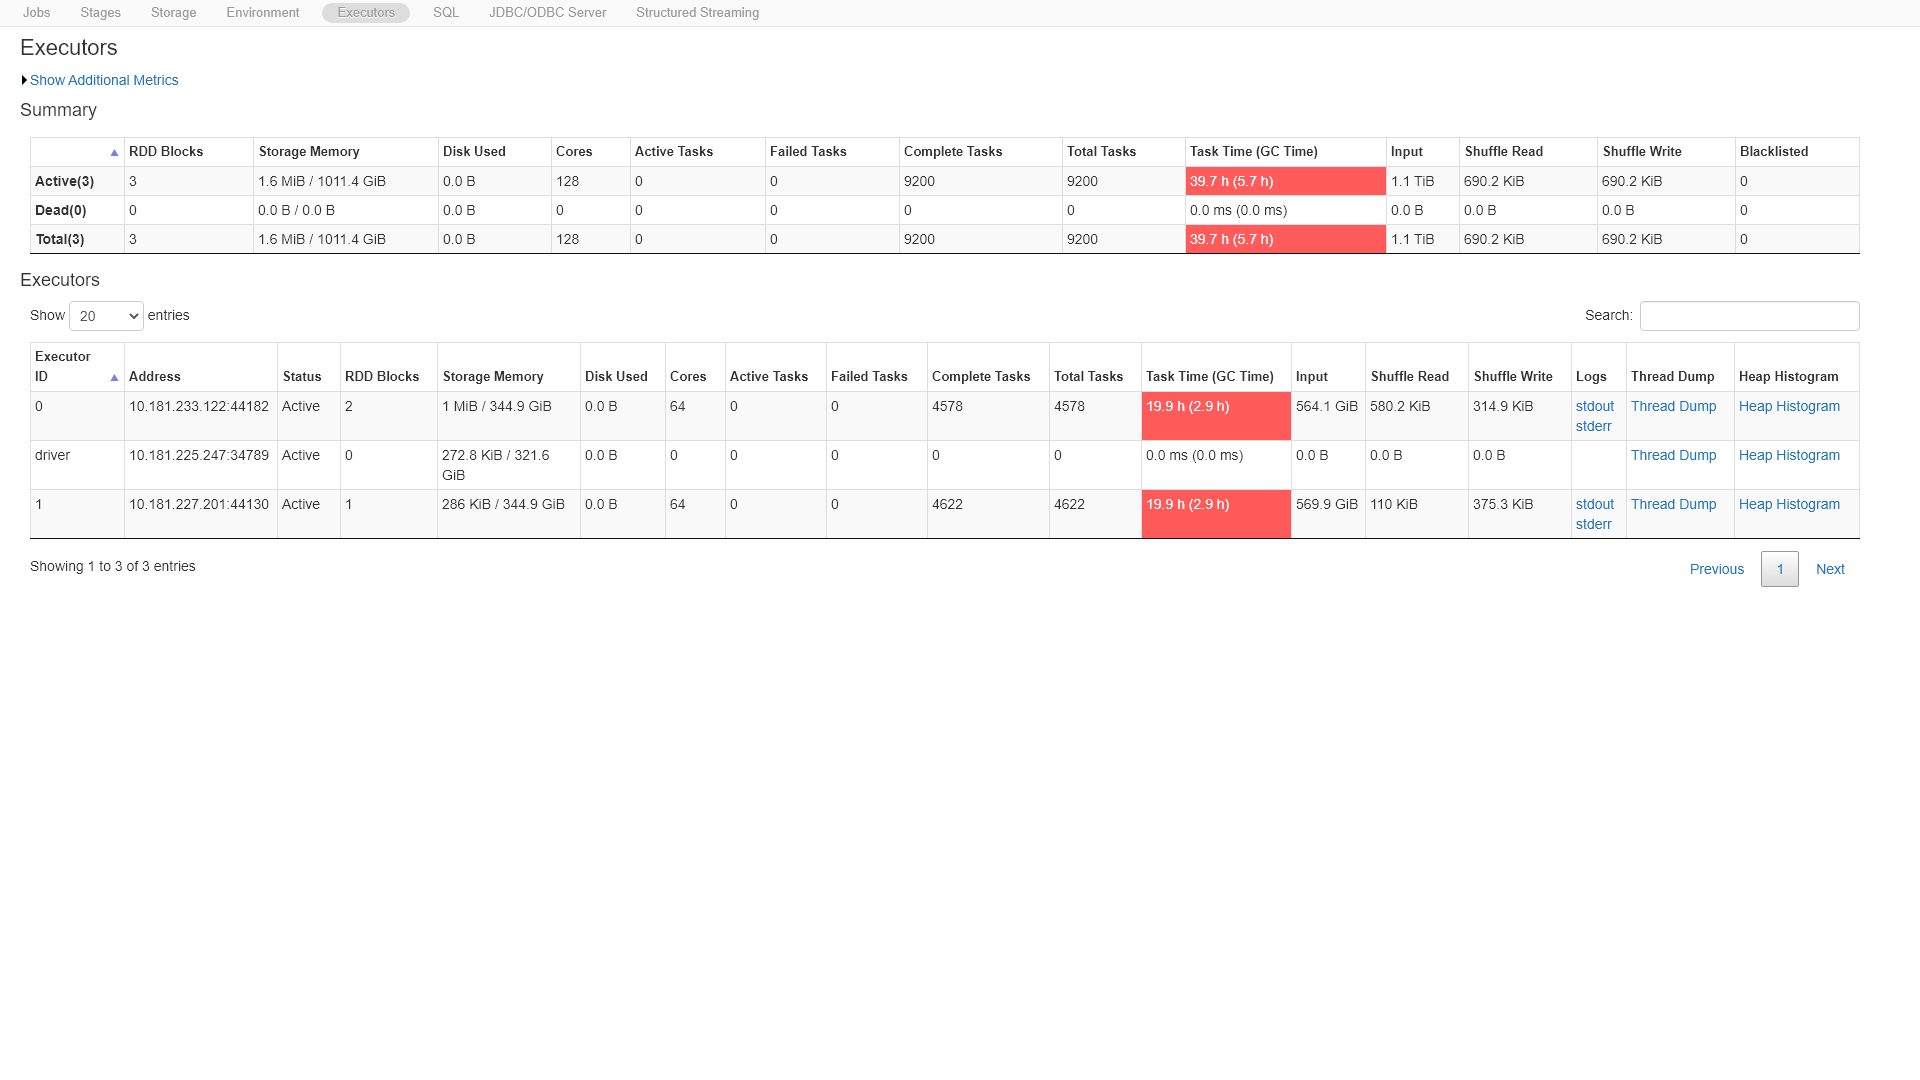 Jobs Stages Storage Environment Executors SQL JDBC/ODBC Server Structured Streaming
Executors
Show Additional Metrics
Summary
RDD Blocks Storage Memory Disk Used Cores Active Tasks Failed Tasks Complete Tasks Total Tasks Task Time (GC Time) Input Shuffle Read Shuffle Write Blacklisted
Active(3) 3 1.6 MiB / 1011.4 GiB 0.0 B 128 0 0 9200 9200 39.7 h (5.7 h) 1.1 TiB 690.2 KiB 690.2 KiB 0
Dead(0) 0 0.0 B / 0.0 B 0.0 B 0 0 0 0 0 0.0 ms (0.0 ms) 0.0 B 0.0 B 0.0 B 0
Total(3) 3 1.6 MiB / 1011.4 GiB 0.0 B 128 0 0 9200 9200 39.7 h (5.7 h) 1.1 TiB 690.2 KiB 690.2 KiB 0
Executors
Show 20 entries Search:
Executor
ID Address Status RDD Blocks Storage Memory Disk Used Cores Active Tasks Failed Tasks Complete Tasks Total Tasks Task Time (GC Time) Input Shuffle Read Shuffle Write Logs Thread Dump Heap Histogram
0 10.181.233.122:44182 Active 2 1 MiB / 344.9 GiB 0.0 B 64 0 0 4578 4578 19.9 h (2.9 h) 564.1 GiB 580.2 KiB 314.9 KiB stdout Thread Dump Heap Histogram
stderr
driver 10.181.225.247:34789 Active 0 272.8 KiB / 321.6 0.0 B 0 0 0 0 0 0.0 ms (0.0 ms) 0.0 B 0.0 B 0.0 B Thread Dump Heap Histogram
GiB
1 10.181.227.201:44130 Active 1 286 KiB / 344.9 GiB 0.0 B 64 0 0 4622 4622 19.9 h (2.9 h) 569.9 GiB 110 KiB 375.3 KiB stdout Thread Dump Heap Histogram
stderr
Showing 1 to 3 of 3 entries Previous 1 Next